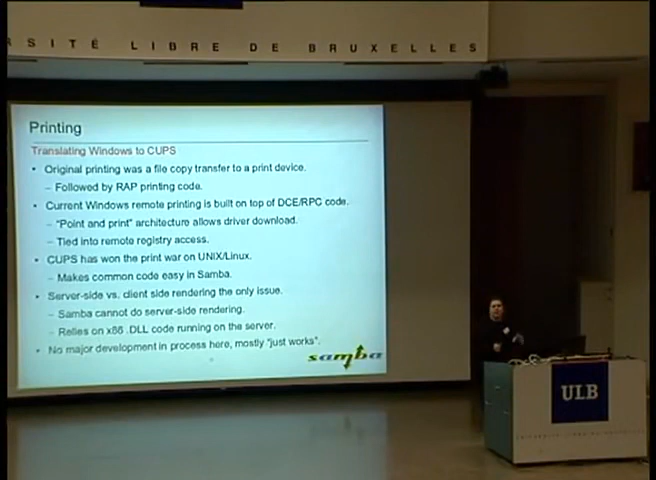 SITÉ LIBRE DE BRUXELLES
Printing
Translating Windows to CUPS
• Original printing was a file copy transfer to a print device.
– Followed by RAP printing code.
• Current Windows remote printing is built on top of DCE/RPC code.
– "Point and print" architecture allows driver download.
– Tied into remote registry access.
• CUPS has won the print war on UNIX/Linux.
– Makes common code easy in Samba.
• Server-side vs. client side rendering the only issue.
– Samba cannot do server-side rendering.
– Relies on x86 .DLL code running on the server.
• No major development in process here, mostly "just works".
samba
ULB